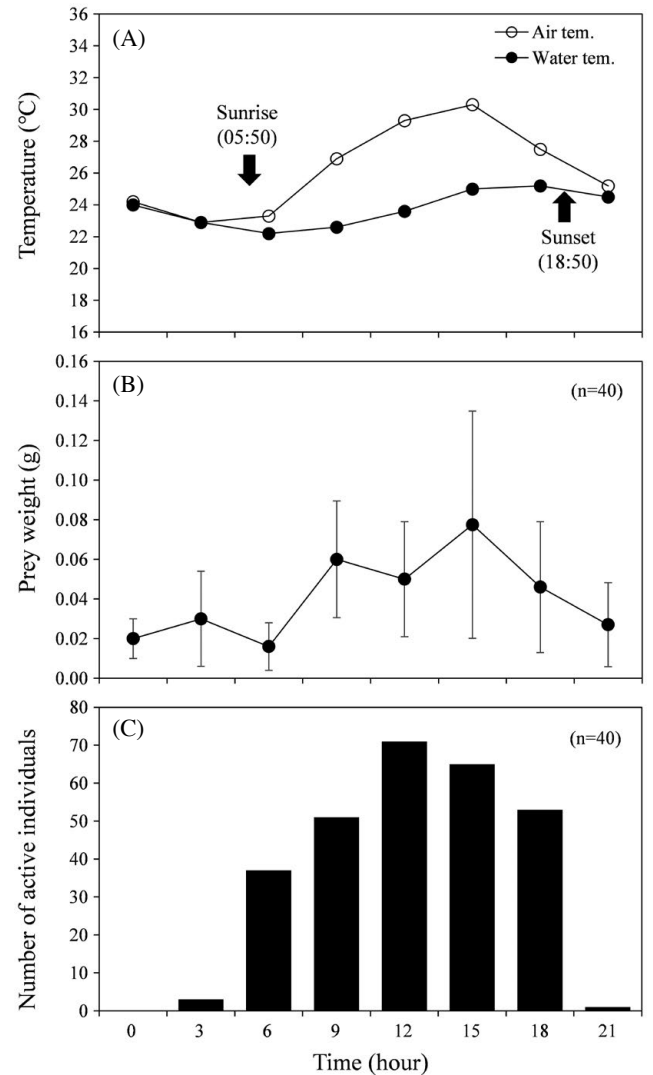 (A)
Air tem.
Water tem.
Sunrise
(05:50)
Sunset
(18:50)
Temperature (°C)
36
34
32
30
28
26
24
22
20
18
16
(B)
(n=40)
Prey weight (g)
0.16
0.14
0.12
0.10
0.08
0.06
0.04
0.02
0.00
(C)
(n=40)
Number of active individuals
80
70
60
50
40
30
20
10
0
0 3 6 9 12 15 18 21
Time (hour)